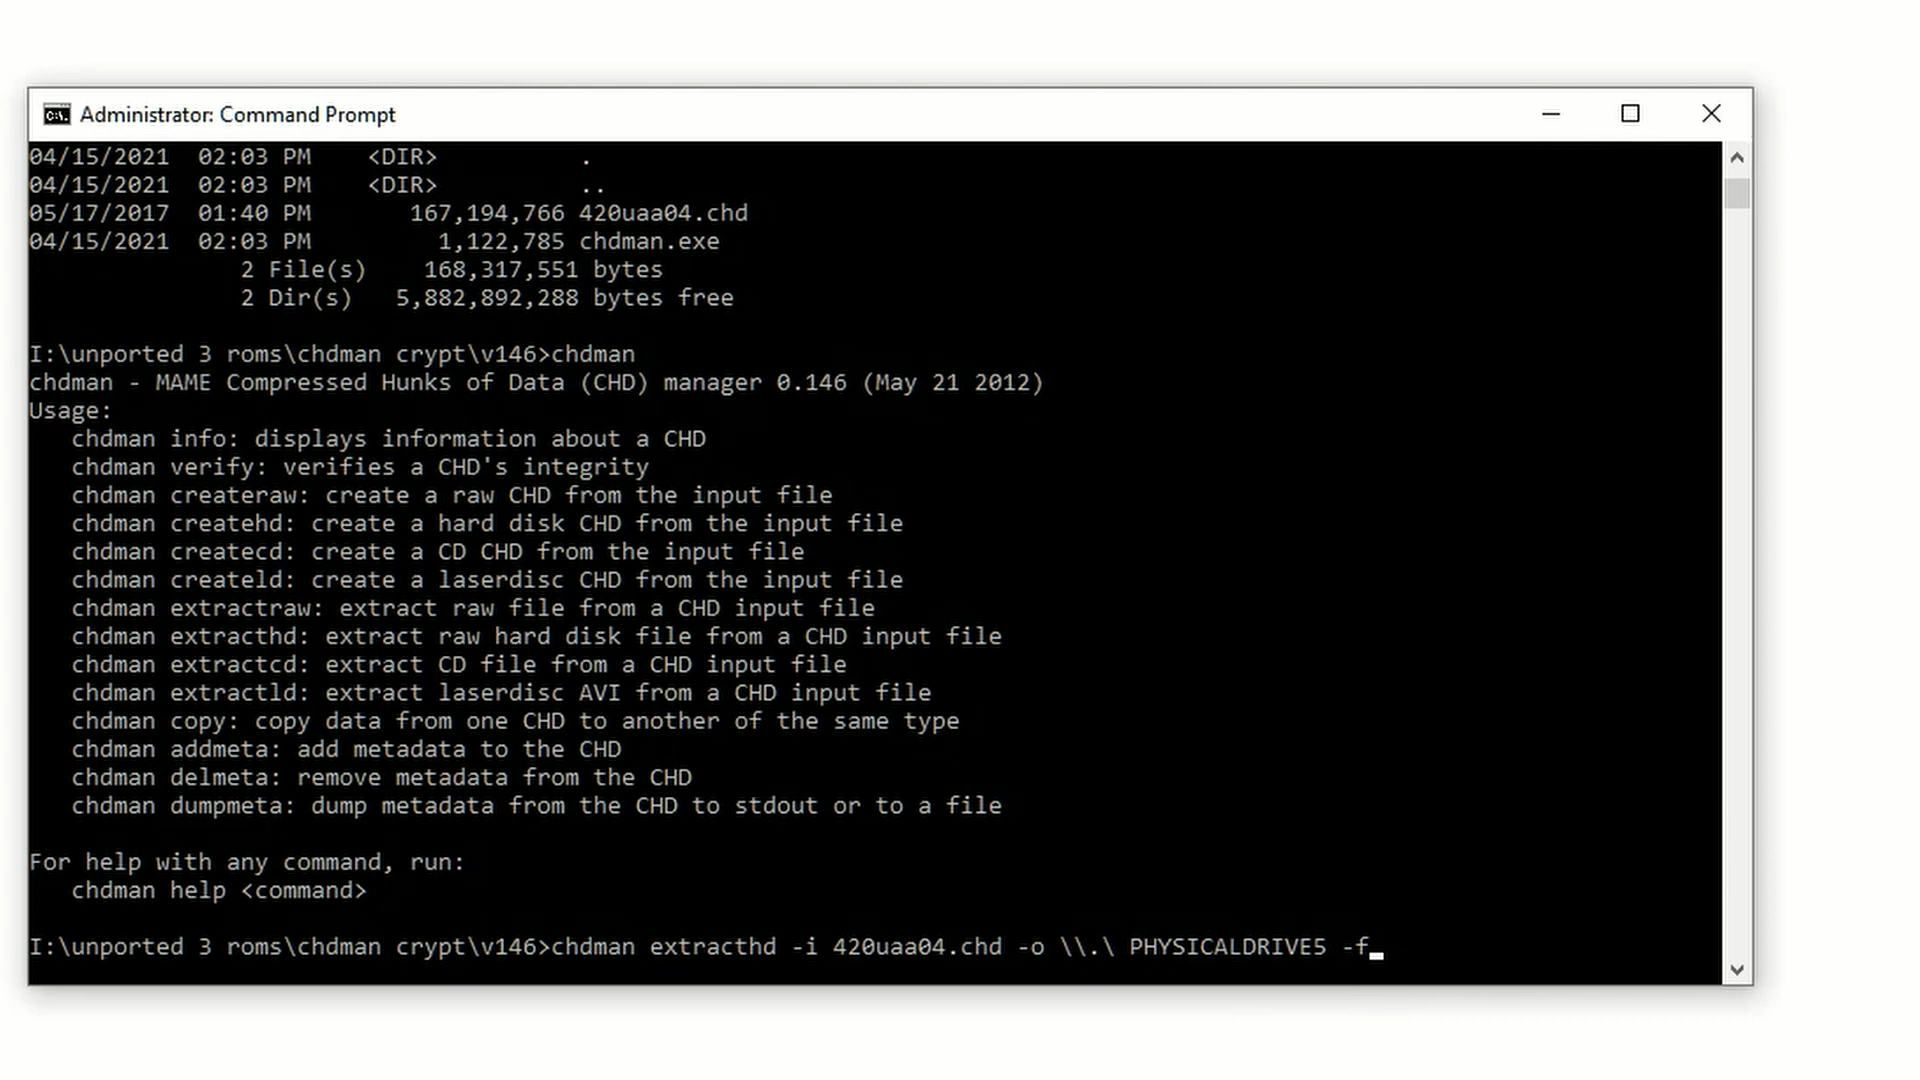 Administrator: Command Prompt
04/15/2021  02:03 PM    <DIR>          .
04/15/2021  02:03 PM    <DIR>          ..
05/17/2017  01:40 PM       167,194,766 420uaa04.chd
04/15/2021  02:03 PM         1,122,785 chdman.exe
               2 File(s)    168,317,551 bytes
               2 Dir(s)   5,882,892,288 bytes free
I:\unported 3 roms\chdman crypt\v146>chdman
chdman - MAME Compressed Hunks of Data (CHD) manager 0.146 (May 21 2012)
Usage:
   chdman info: displays information about a CHD
   chdman verify: verifies a CHD's integrity
   chdman createraw: create a raw CHD from the input file
   chdman createhd: create a hard disk CHD from the input file
   chdman createcd: create a CD CHD from the input file
   chdman createld: create a laserdisc CHD from the input file
   chdman extractraw: extract raw file from a CHD input file
   chdman extracthd: extract raw hard disk file from a CHD input file
   chdman extractcd: extract CD file from a CHD input file
   chdman extractld: extract laserdisc AVI from a CHD input file
   chdman copy: copy data from one CHD to another of the same type
   chdman addmeta: add metadata to the CHD
   chdman delmeta: remove metadata from the CHD
   chdman dumpmeta: dump metadata from the CHD to stdout or to a file
For help with any command, run:
   chdman help <command>
I:\unported 3 roms\chdman crypt\v146>chdman extracthd -i 420uaa04.chd -o \\.\ PHYSICALDRIVE5 -f